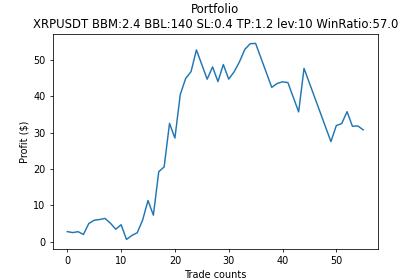 Portfolio
XRPUSDT BBM:2.4 BBL:140 SL:0.4 TP:1.2 lev:10 WinRatio:57.0
50
40
30
20
10
0
Profit ($)
0 10 20 30 40 50
Trade counts